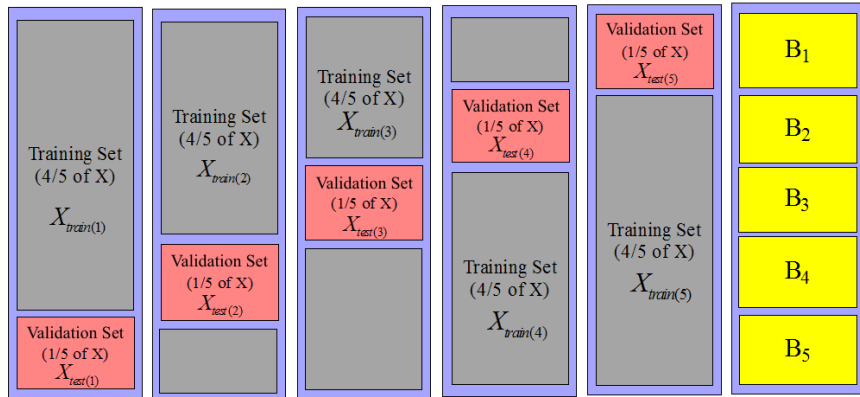 Training Set
(4/5 of X)
X_train(1)
Validation Set
(1/5 of X)
X_test(1)
Training Set
(4/5 of X)
X_train(2)
Validation Set
(1/5 of X)
X_test(2)
Training Set
(4/5 of X)
X_train(3)
Validation Set
(1/5 of X)
X_test(3)
Validation Set
(1/5 of X)
X_test(4)
Training Set
(4/5 of X)
X_train(4)
Validation Set
(1/5 of X)
X_test(5)
Training Set
(4/5 of X)
X_train(5)
B1
B2
B3
B4
B5